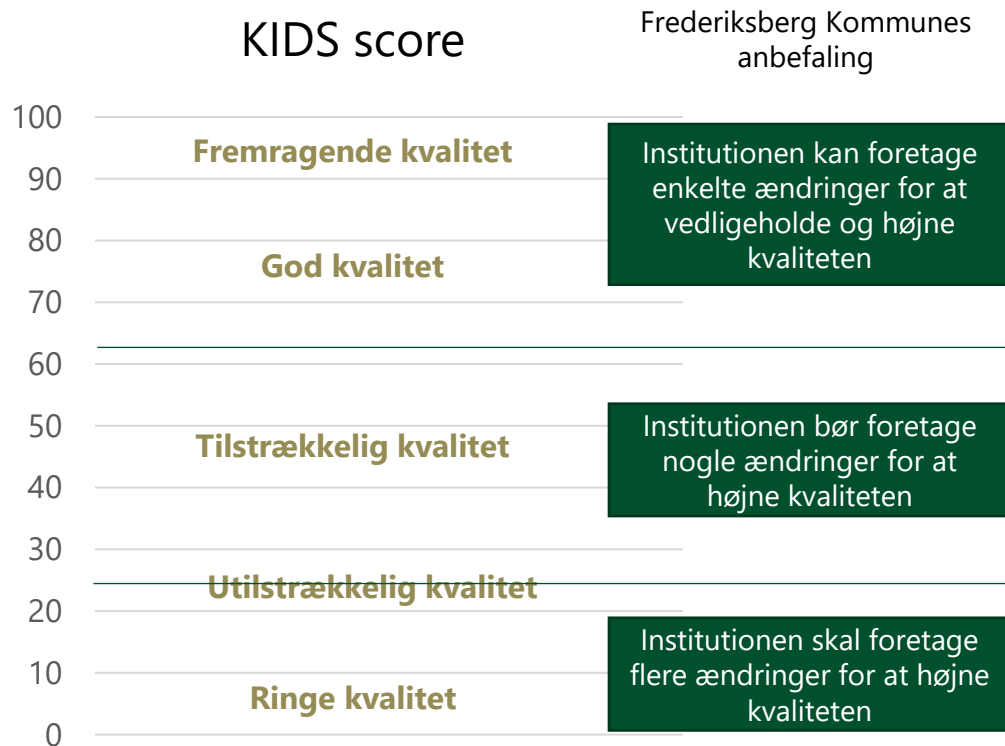 KIDS score
Frederiksberg Kommunes
anbefaling
100
Fremragende kvalitet
90
80
God kvalitet
70
60
50
Tilstrækkelig kvalitet
40
30
Utilstrækkelig kvalitet
20
10
Ringe kvalitet
0
Institutionen kan foretage
enkelte ændringer for at
vedligeholde og højne
kvaliteten
Institutionen bør foretage
nogle ændringer for at
højne kvaliteten
Institutionen skal foretage
flere ændringer for at højne
kvaliteten